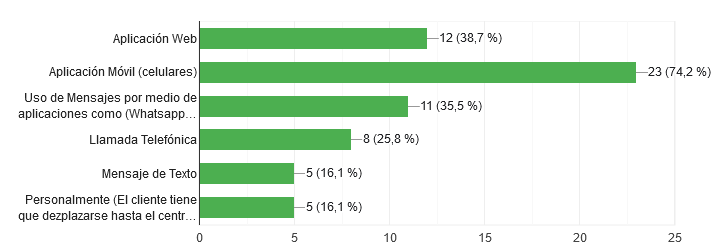 Aplicación Web
12 (38,7 %)
Aplicación Móvil (celulares)
23 (74,2 %)
Uso de Mensajes por medio de
aplicaciones como (Whatsapp…
11 (35,5 %)
Llamada Telefónica
8 (25,8 %)
Mensaje de Texto
5 (16,1 %)
Personalmente (El cliente tiene
que dezplazarse hasta el centr…
5 (16,1 %)
0 5 10 15 20 25